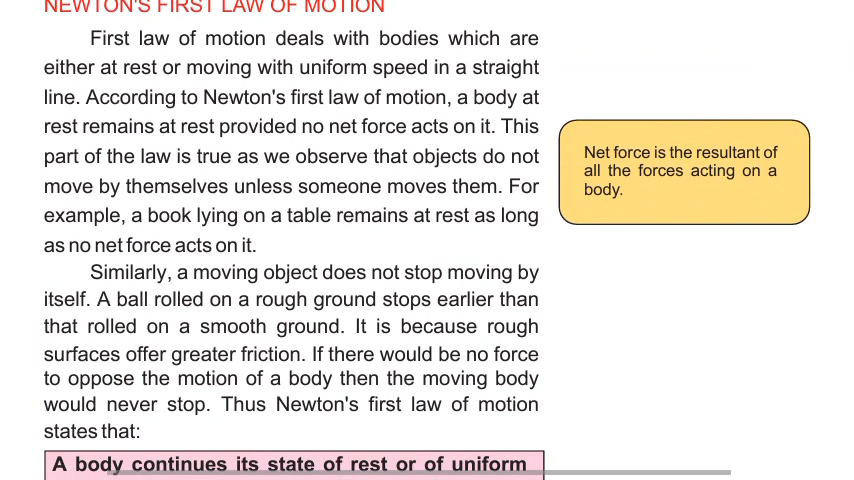 NEWTON'S FIRST LAW OF MOTION
First law of motion deals with bodies which are
either at rest or moving with uniform speed in a straight
line. According to Newton's first law of motion, a body at
rest remains at rest provided no net force acts on it. This
part of the law is true as we observe that objects do not
move by themselves unless someone moves them. For
example, a book lying on a table remains at rest as long
as no net force acts on it.
Similarly, a moving object does not stop moving by
itself. A ball rolled on a rough ground stops earlier than
that rolled on a smooth ground. It is because rough
surfaces offer greater friction. If there would be no force
to oppose the motion of a body then the moving body
would never stop. Thus Newton's first law of motion
states that:
A body continues its state of rest or of uniform
Net force is the resultant of
all the forces acting on a
body.